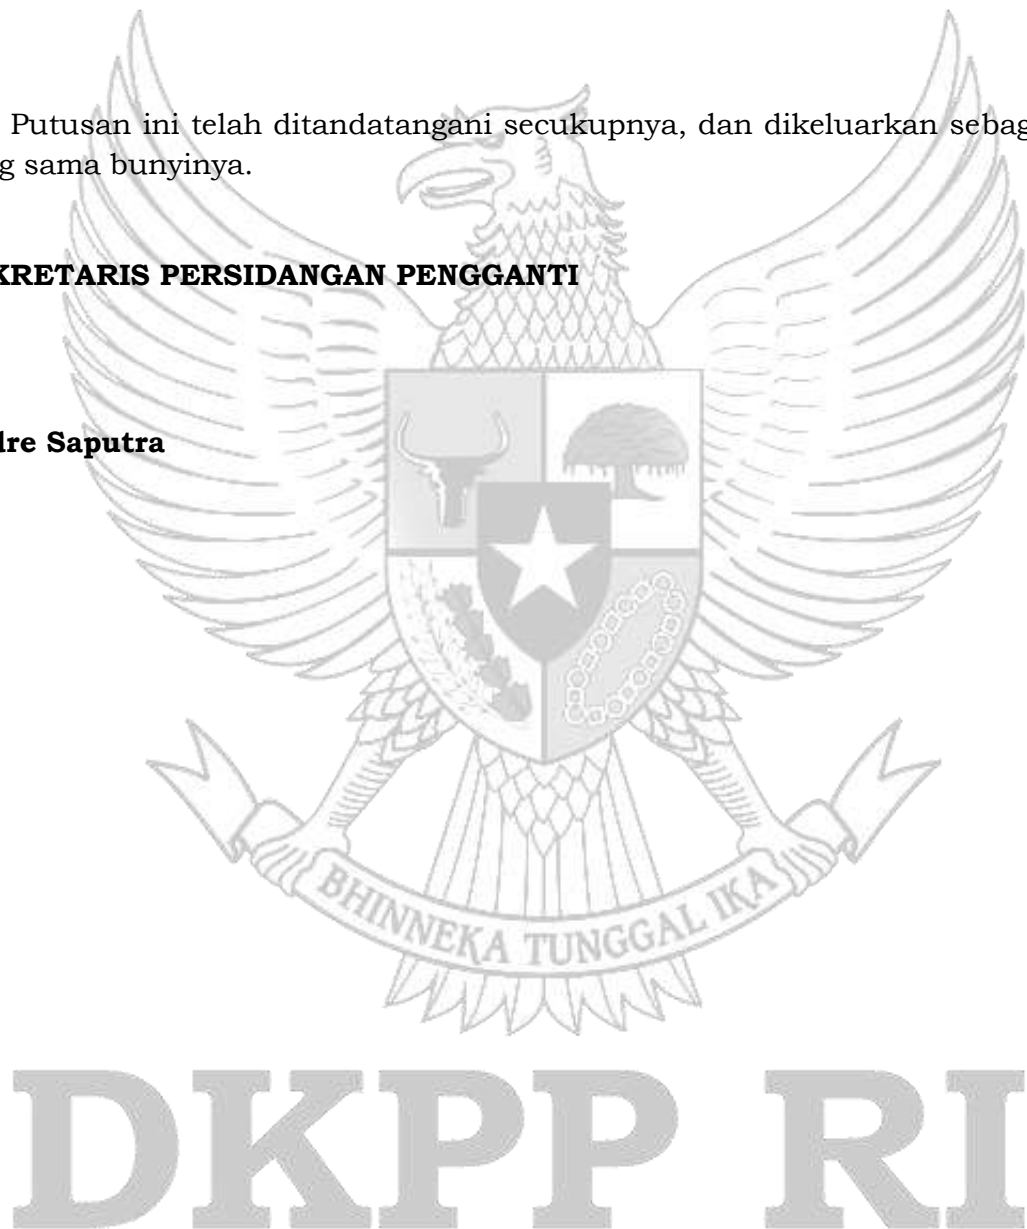 Putusan ini telah ditandatangani secukupnya, dan dikeluarkan sebag
g sama bunyinya.
KRETARIS PERSIDANGAN PENGGANTI
dre Saputra
BHINNEKA TUNGGAL IKA
DKPP RI